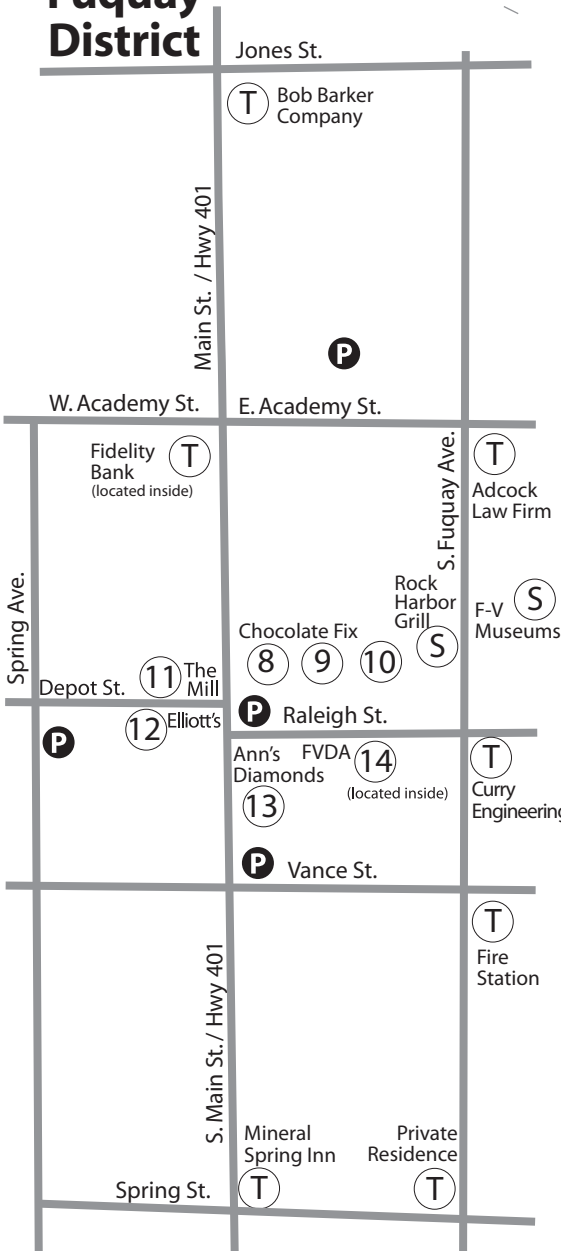 Fuquay
District
Jones St.
T
Bob Barker
Company
Main St. / Hwy 401
P
W. Academy St.
E. Academy St.
Fidelity
Bank
(located inside)
T
S. Fuquay Ave.
T
Adcock
Law Firm
Spring Ave.
Rock
Harbor
Grill
S
F-V
Museums
S
Chocolate Fix
8
9
10
11
The
Mill
Depot St.
12
Elliott's
P
P
Raleigh St.
Ann's
Diamonds
13
FVDA
14
(located inside)
T
Curry
Engineering
P
Vance St.
T
Fire
Station
S. Main St./ Hwy 401
Mineral
Spring Inn
T
Private
Residence
T
Spring St.